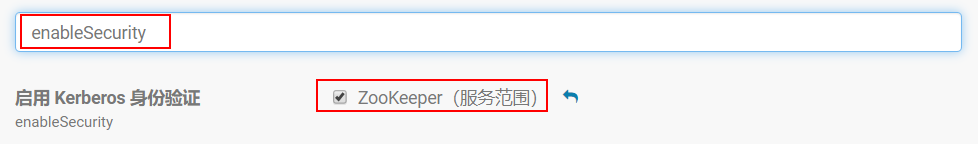 enableSecurity
启用 Kerberos 身份验证
ZooKeeper（服务范围）
enableSecurity